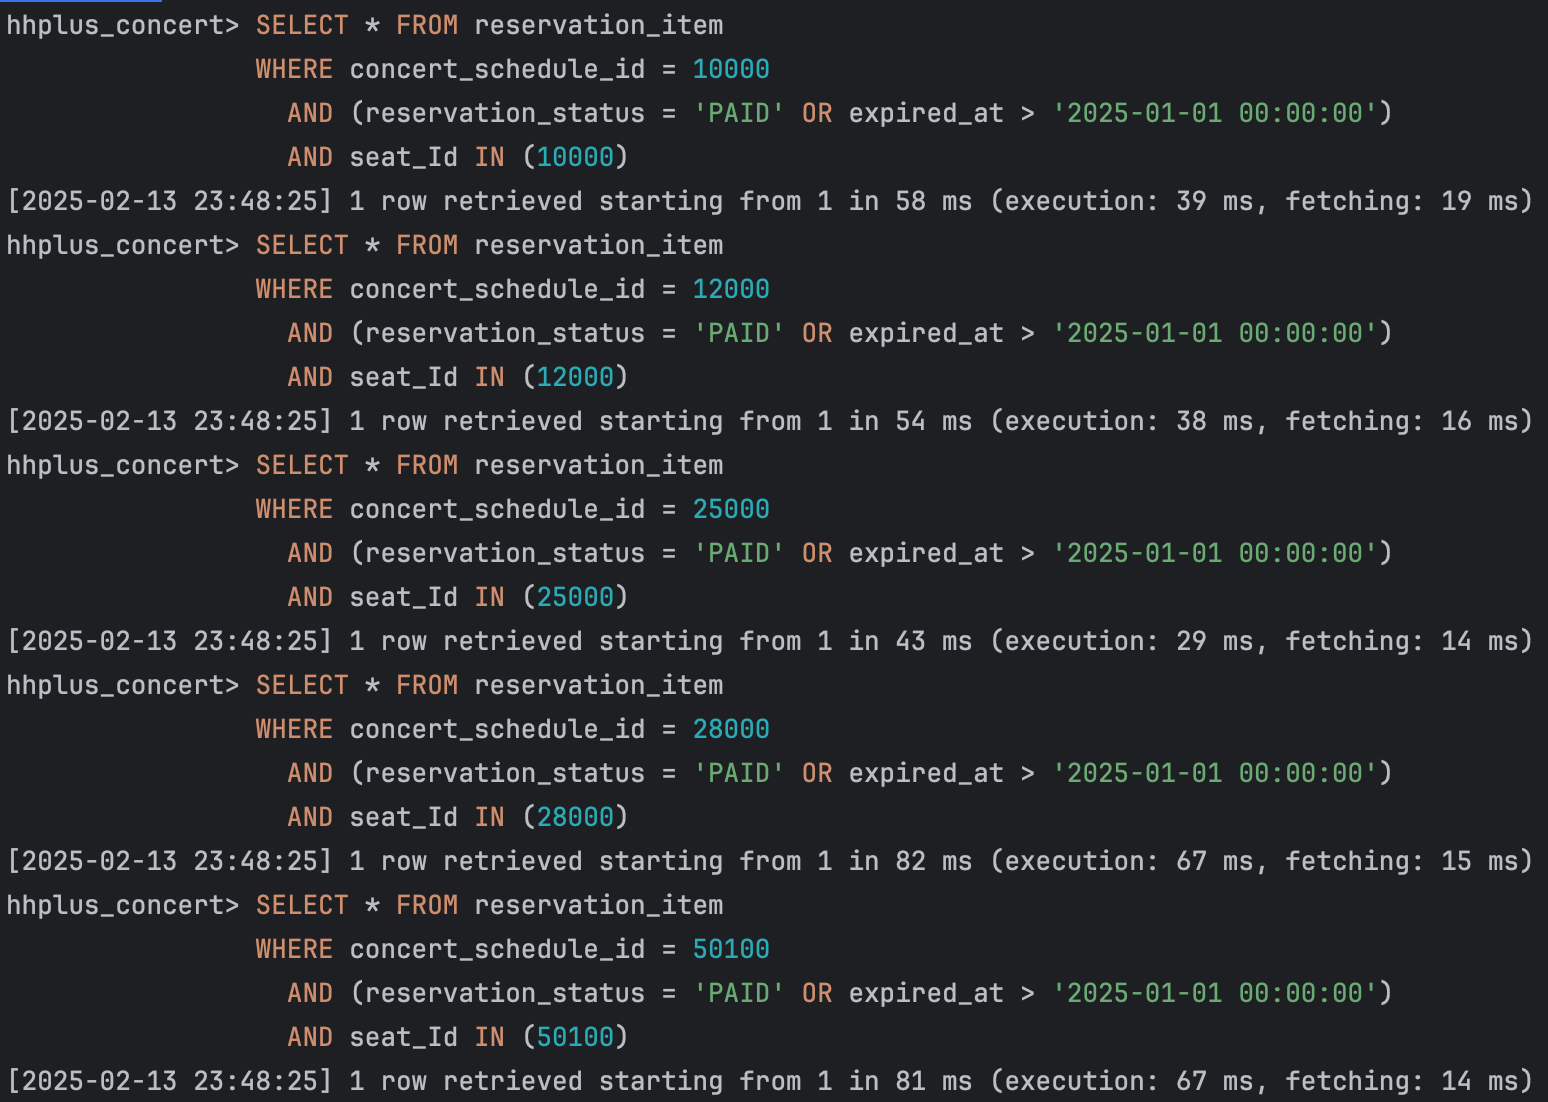 hhplus_concert> SELECT * FROM reservation_item
WHERE concert_schedule_id = 10000
AND (reservation_status = 'PAID' OR expired_at > '2025-01-01 00:00:00')
AND seat_Id IN (10000)
[2025-02-13 23:48:25] 1 row retrieved starting from 1 in 58 ms (execution: 39 ms, fetching: 19 ms)
hhplus_concert> SELECT * FROM reservation_item
WHERE concert_schedule_id = 12000
AND (reservation_status = 'PAID' OR expired_at > '2025-01-01 00:00:00')
AND seat_Id IN (12000)
[2025-02-13 23:48:25] 1 row retrieved starting from 1 in 54 ms (execution: 38 ms, fetching: 16 ms)
hhplus_concert> SELECT * FROM reservation_item
WHERE concert_schedule_id = 25000
AND (reservation_status = 'PAID' OR expired_at > '2025-01-01 00:00:00')
AND seat_Id IN (25000)
[2025-02-13 23:48:25] 1 row retrieved starting from 1 in 43 ms (execution: 29 ms, fetching: 14 ms)
hhplus_concert> SELECT * FROM reservation_item
WHERE concert_schedule_id = 28000
AND (reservation_status = 'PAID' OR expired_at > '2025-01-01 00:00:00')
AND seat_Id IN (28000)
[2025-02-13 23:48:25] 1 row retrieved starting from 1 in 82 ms (execution: 67 ms, fetching: 15 ms)
hhplus_concert> SELECT * FROM reservation_item
WHERE concert_schedule_id = 50100
AND (reservation_status = 'PAID' OR expired_at > '2025-01-01 00:00:00')
AND seat_Id IN (50100)
[2025-02-13 23:48:25] 1 row retrieved starting from 1 in 81 ms (execution: 67 ms, fetching: 14 ms)